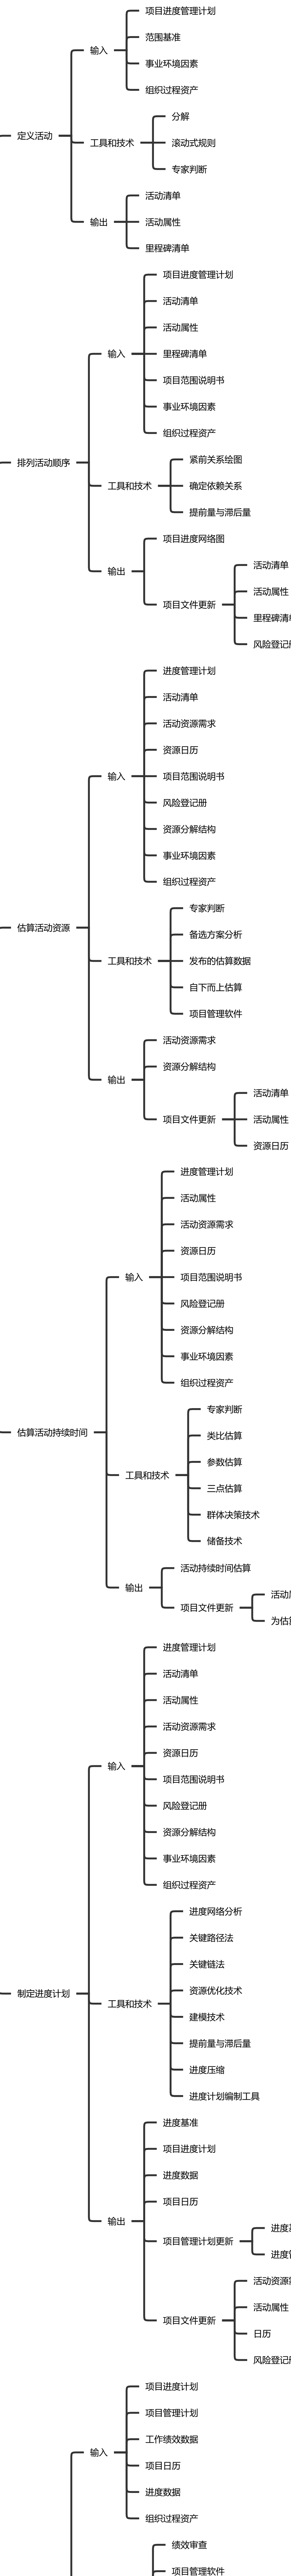 项目进度管理计划
范围基准
输入
事业环境因素
组织过程资产
分解
定义活动
工具和技术
滚动式规则
专家判断
活动清单
输出
活动属性
里程碑清单
项目进度管理计划
活动清单
活动属性
输入
里程碑清单
项目范围说明书
事业环境因素
组织过程资产
紧前关系绘图
排列活动顺序
工具和技术
确定依赖关系
提前量与滞后量
项目进度网络图
输出
活动清单
活动属性
项目文件更新
里程碑清单
风险登记册
进度管理计划
活动清单
活动资源需求
资源日历
输入
项目范围说明书
风险登记册
资源分解结构
事业环境因素
组织过程资产
专家判断
估算活动资源
备选方案分析
工具和技术
发布的估算数据
自下而上估算
项目管理软件
活动资源需求
资源分解结构
输出
活动清单
项目文件更新
活动属性
资源日历
进度管理计划
活动属性
活动资源需求
资源日历
输入
项目范围说明书
风险登记册
资源分解结构
事业环境因素
组织过程资产
专家判断
估算活动持续时间
类比估算
参数估算
工具和技术
三点估算
群体决策技术
储备技术
活动持续时间估算
输出
项目文件更新
活动
为估
进度管理计划
活动清单
活动属性
活动资源需求
资源日历
输入
项目范围说明书
风险登记册
资源分解结构
事业环境因素
组织过程资产
进度网络分析
关键路径法
关键链法
资源优化技术
制定进度计划
工具和技术
建模技术
提前量与滞后量
进度压缩
进度计划编制工具
进度基准
项目进度计划
进度数据
项目日历
输出
项目管理计划更新
进度
进度
项目文件更新
活动资源
活动属性
日历
风险登记册
项目进度计划
项目管理计划
工作绩效数据
输入
项目日历
进度数据
组织过程资产
绩效审查
项目管理软件